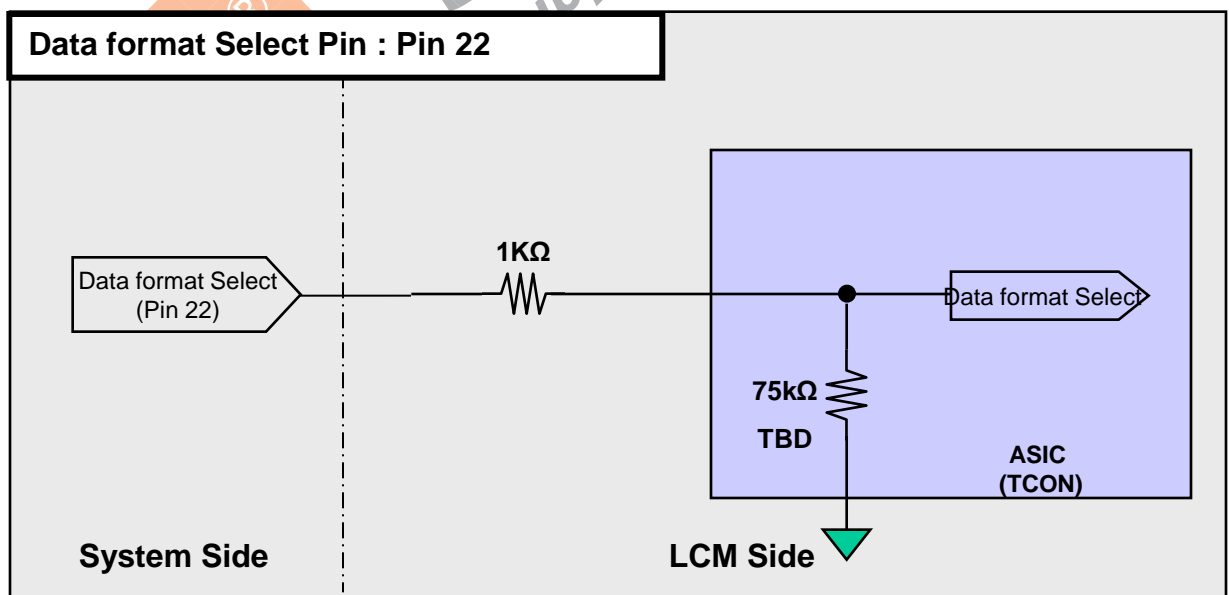 Data format Select Pin : Pin 22
1KΩ
Data format Select
(Pin 22)
Data format Select
75kΩ
TBD
ASIC
(TCON)
System Side
LCM Side